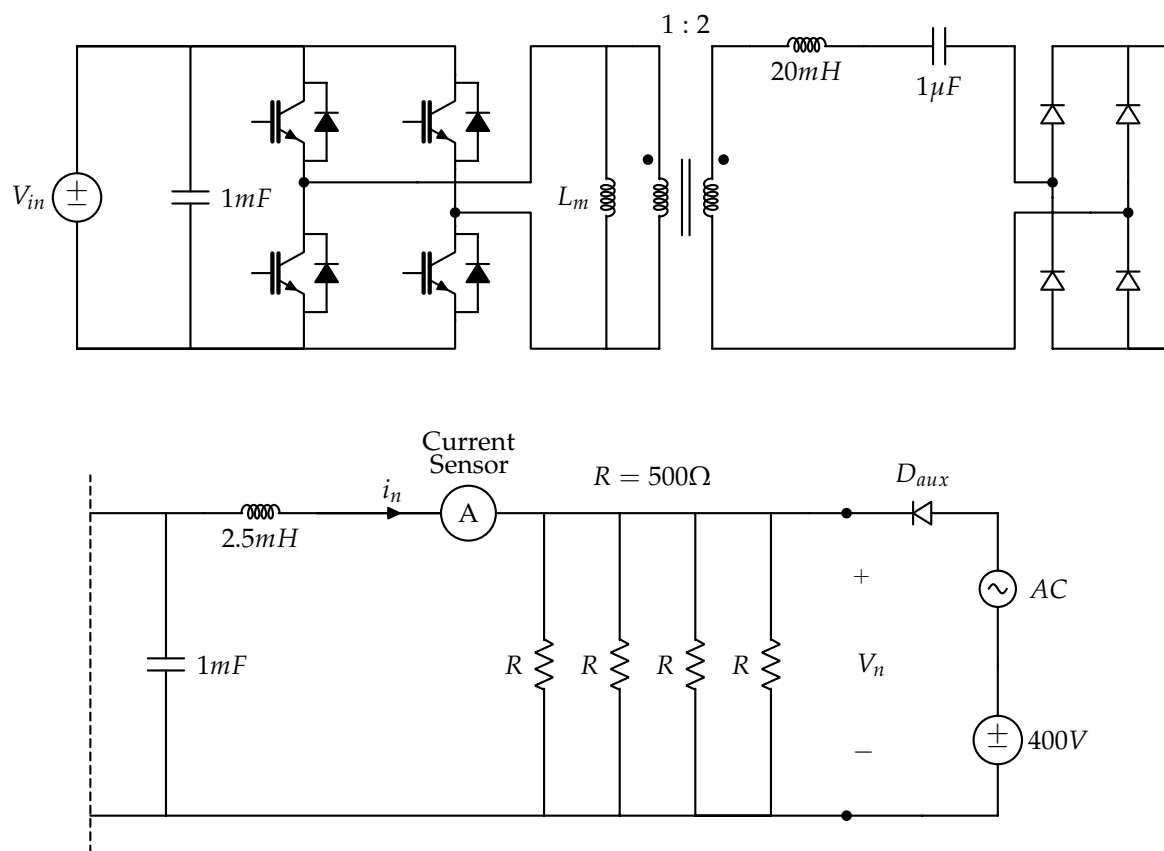 1 : 2
20mH
1μF
V_in
±
1mF
L_m
Current
Sensor
i_n
A
R = 500Ω
D_aux
2.5mH
+
AC
1mF
R
R
R
R
V_n
±
400V
−